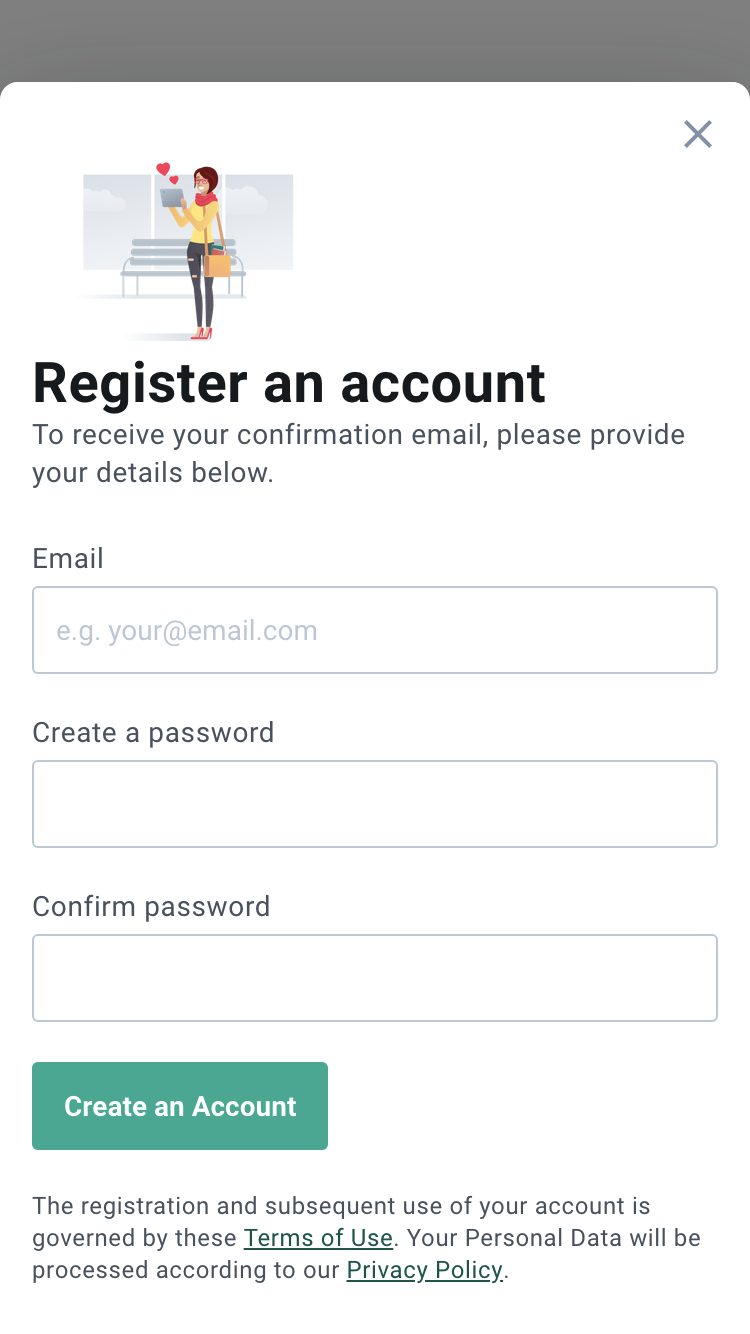 Register an account
To receive your confirmation email, please provide
your details below.
Email
e.g. your@email.com
Create a password
Confirm password
Create an Account
The registration and subsequent use of your account is
governed by these Terms of Use. Your Personal Data will be
processed according to our Privacy Policy.